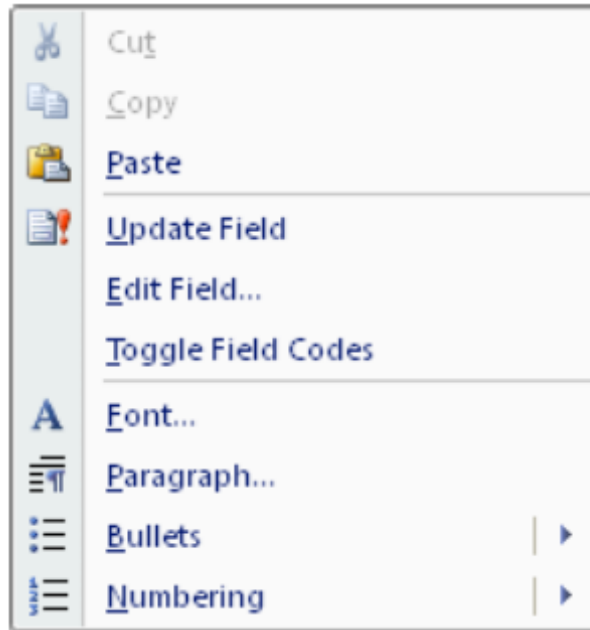 Cut
Copy
Paste
Update Field
Edit Field...
Toggle Field Codes
Font...
Paragraph...
Bullets
Numbering